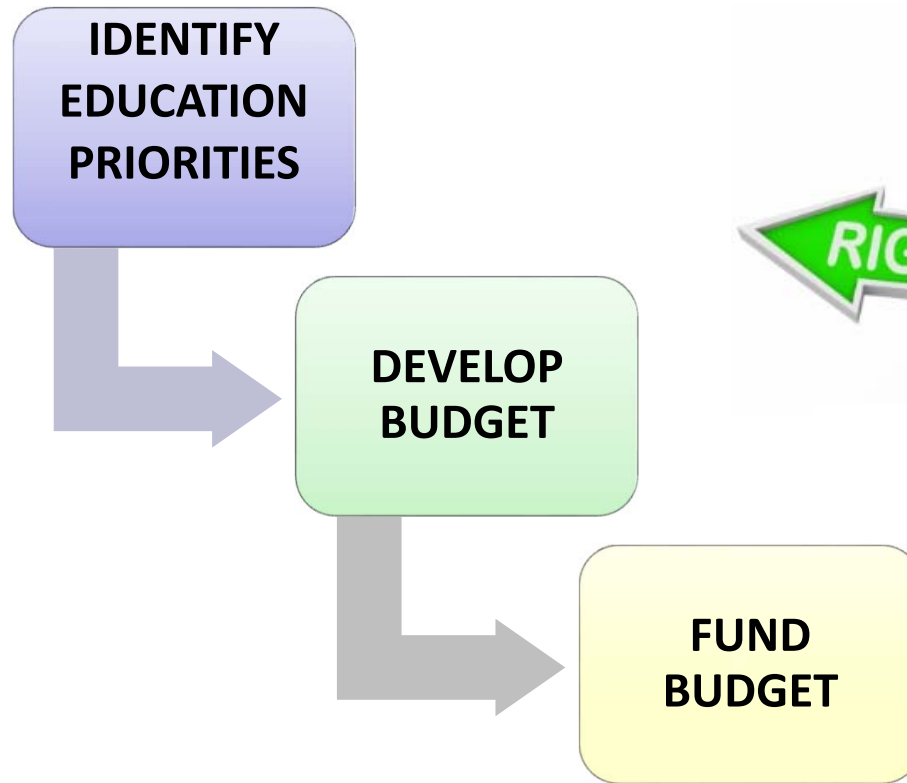 IDENTIFY
EDUCATION
PRIORITIES
DEVELOP
BUDGET
FUND
BUDGET